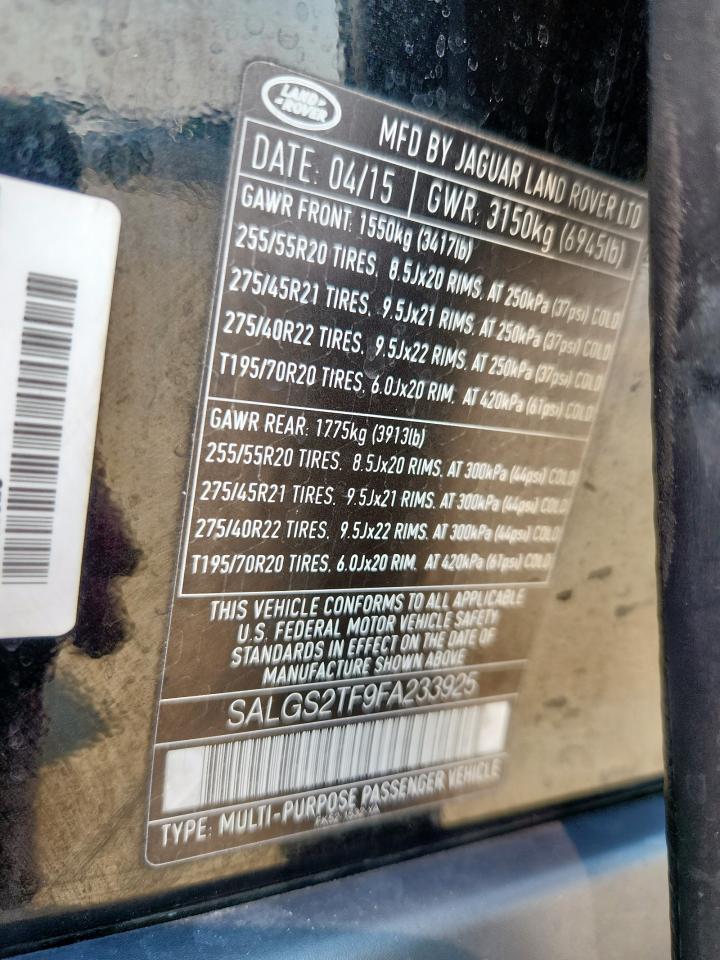 LAND ROVER
MFD BY JAGUAR LAND ROVER LTD
DATE: 04/15 GWR: 3150kg (6945lb)
GAWR FRONT: 1550kg (3417lb)
255/55R20 TIRES, 8.5Jx20 RIMS, AT 250kPa (37psi) COLD
275/45R21 TIRES, 9.5Jx21 RIMS, AT 250kPa (37psi) COLD
275/40R22 TIRES, 9.5Jx22 RIMS, AT 250kPa (37psi) COLD
T195/70R20 TIRES, 6.0Jx20 RIM, AT 420kPa (61psi) COLD
GAWR REAR: 1775kg (3913lb)
255/55R20 TIRES, 8.5Jx20 RIMS, AT 300kPa (44psi) COLD
275/45R21 TIRES, 9.5Jx21 RIMS, AT 300kPa (44psi) COLD
275/40R22 TIRES, 9.5Jx22 RIMS, AT 300kPa (44psi) COLD
T195/70R20 TIRES, 6.0Jx20 RIM, AT 420kPa (61psi) COLD
THIS VEHICLE CONFORMS TO ALL APPLICABLE
U.S. FEDERAL MOTOR VEHICLE SAFETY
STANDARDS IN EFFECT ON THE DATE OF
MANUFACTURE SHOWN ABOVE
SALGS2TF9FA233925
TYPE: MULTI-PURPOSE PASSENGER VEHICLE